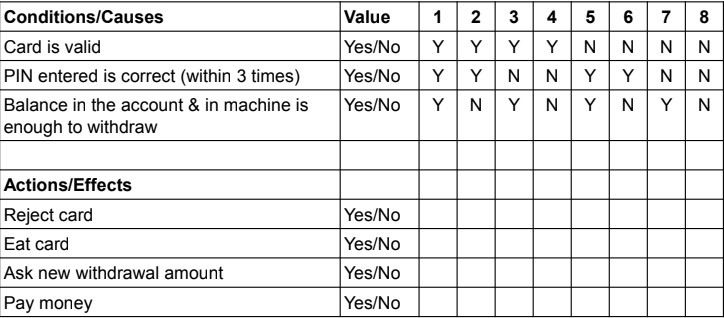 Conditions/Causes Value 1 2 3 4 5 6 7 8
Card is valid Yes/No Y Y Y Y N N N N
PIN entered is correct (within 3 times) Yes/No Y Y N N Y Y N N
Balance in the account & in machine is Yes/No Y N Y N Y N Y N
enough to withdraw
Actions/Effects
Reject card Yes/No
Eat card Yes/No
Ask new withdrawal amount Yes/No
Pay money Yes/No